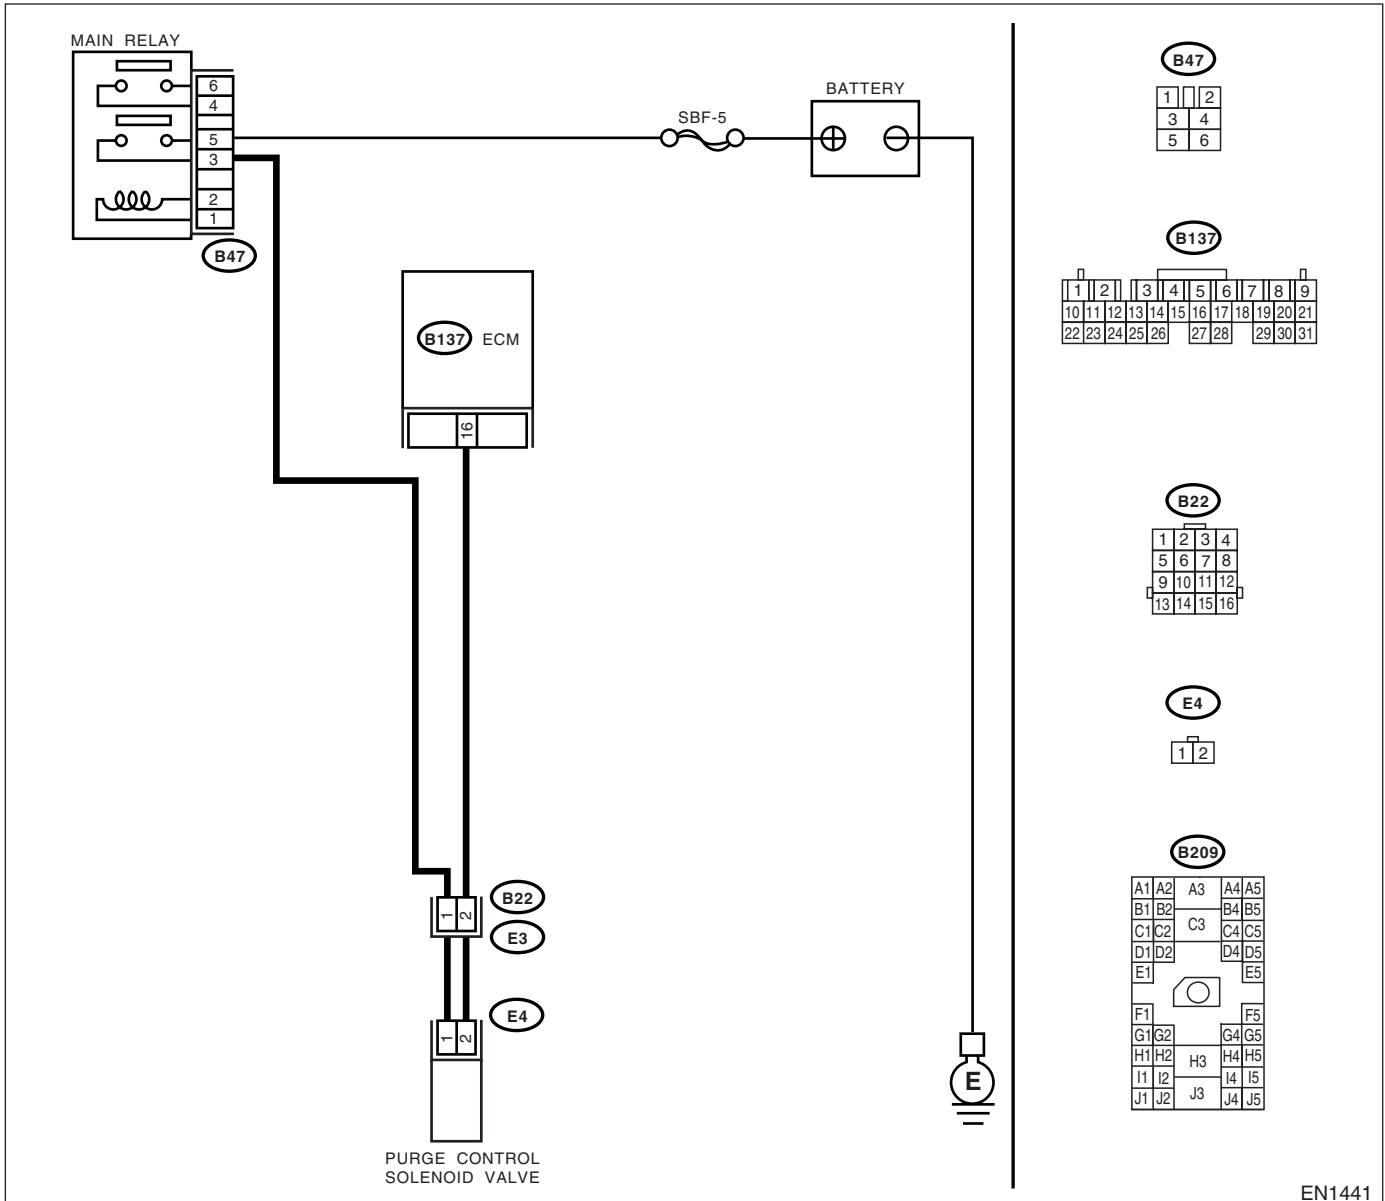 MAIN RELAY
6
4
5
3
2
1
B47
SBF-5
BATTERY
B137 ECM
16
1 2
B22
E3
E4
1 2
PURGE CONTROL
SOLENOID VALVE
E
B47
1 2
3 4
5 6
B137
1 2 3 4 5 6 7 8 9
10 11 12 13 14 15 16 17 18 19 20 21
22 23 24 25 26 27 28 29 30 31
B22
1 2 3 4
5 6 7 8
9 10 11 12
13 14 15 16
E4
1 2
B209
A1 A2 A3 A4 A5
B1 B2 B4 B5
C1 C2 C3 C4 C5
D1 D2 D4 D5
E1 E5
F1 F5
G1 G2 G4 G5
H1 H2 H3 H4 H5
I1 I2 I4 I5
J1 J2 J3 J4 J5
EN1441